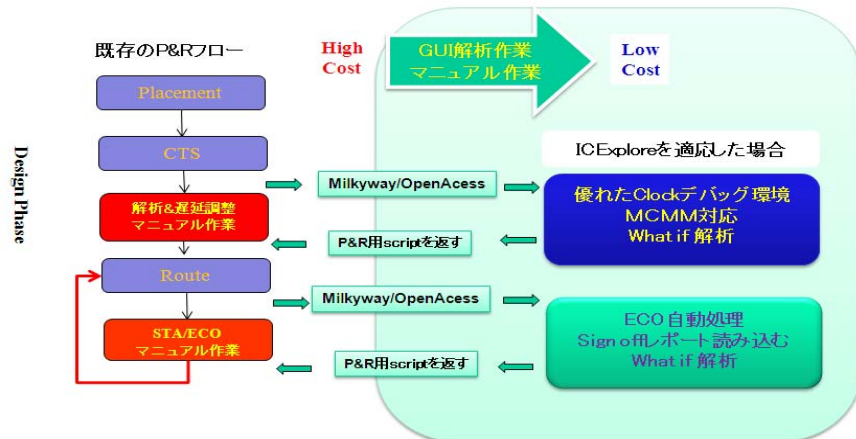 既存のP&Rフロー
High
Cost
GUI解析作業
マニュアル作業
Low
Cost
Design Phase
Placement
CTS
解析&遅延調整
マニュアル作業
Route
STA/ECO
マニュアル作業
Milkyway/OpenAcess
P&R用scriptを返す
Milkyway/OpenAcess
P&R用scriptを返す
ICExploreを適応した場合
優れたClockデバッグ環境
MCMM対応
What if 解析
ECO 自動処理
Sign offレポート読み込む
What if 解析